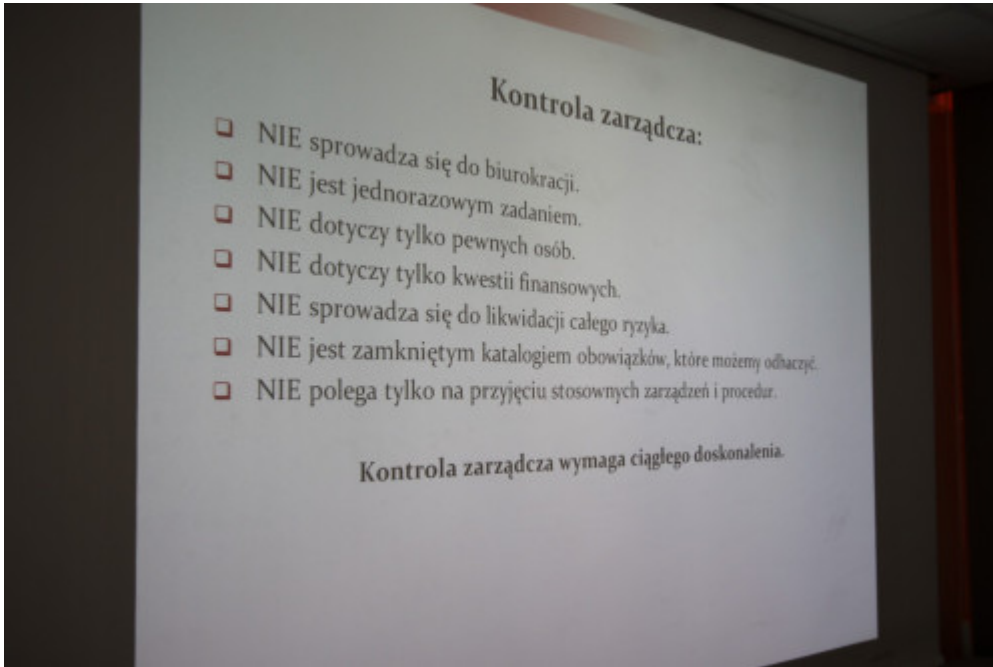 Kontrola zarządcza:
NIE sprowadza się do biurokracji.
NIE jest jednorazowym zadaniem.
NIE dotyczy tylko pewnych osób.
NIE dotyczy tylko kwestii finansowych.
NIE sprowadza się do likwidacji całego ryzyka.
NIE jest zamkniętym katalogiem obowiązków, które możemy odhaczyć.
NIE polega tylko na przyjęciu stosownych zarządzeń i procedur.
Kontrola zarządcza wymaga ciągłego doskonalenia.